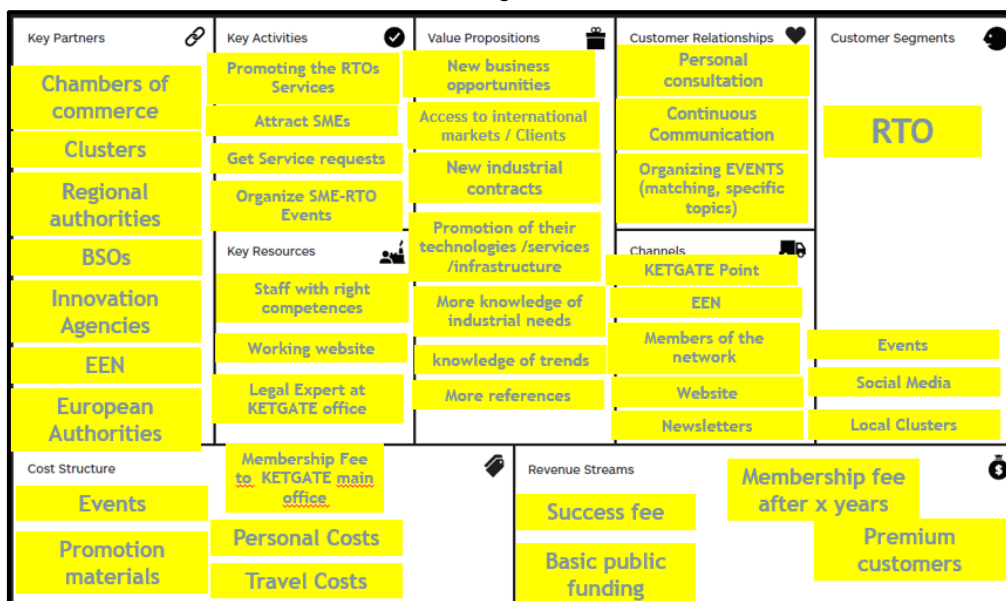 Key Partners
Chambers of
commerce
Clusters
Regional
authorities
BSOs
Innovation
Agencies
EEN
European
Authorities
Key Activities
Promoting the RTOs
Services
Attract SMEs
Get Service requests
Organize SME-RTO
Events
Key Resources
Staff with right
competences
Working website
Legal Expert at
KETGATE office
Value Propositions
New business
opportunities
Access to international
markets / Clients
New industrial
contracts
Promotion of their
technologies /services
/infrastructure
More knowledge of
industrial needs
knowledge of trends
More references
Customer Relationships
Personal
consultation
Continuous
Communication
Organizing EVENTS
(matching, specific
topics)
Channels
KETGATE Point
EEN
Members of the
network
Website
Newsletters
Customer Segments
RTO
Events
Social Media
Local Clusters
Cost Structure
Events
Promotion
materials
Membership Fee
to KETGATE main
office
Personal Costs
Travel Costs
Revenue Streams
Success fee
Basic public
funding
Membership fee
after x years
Premium
customers